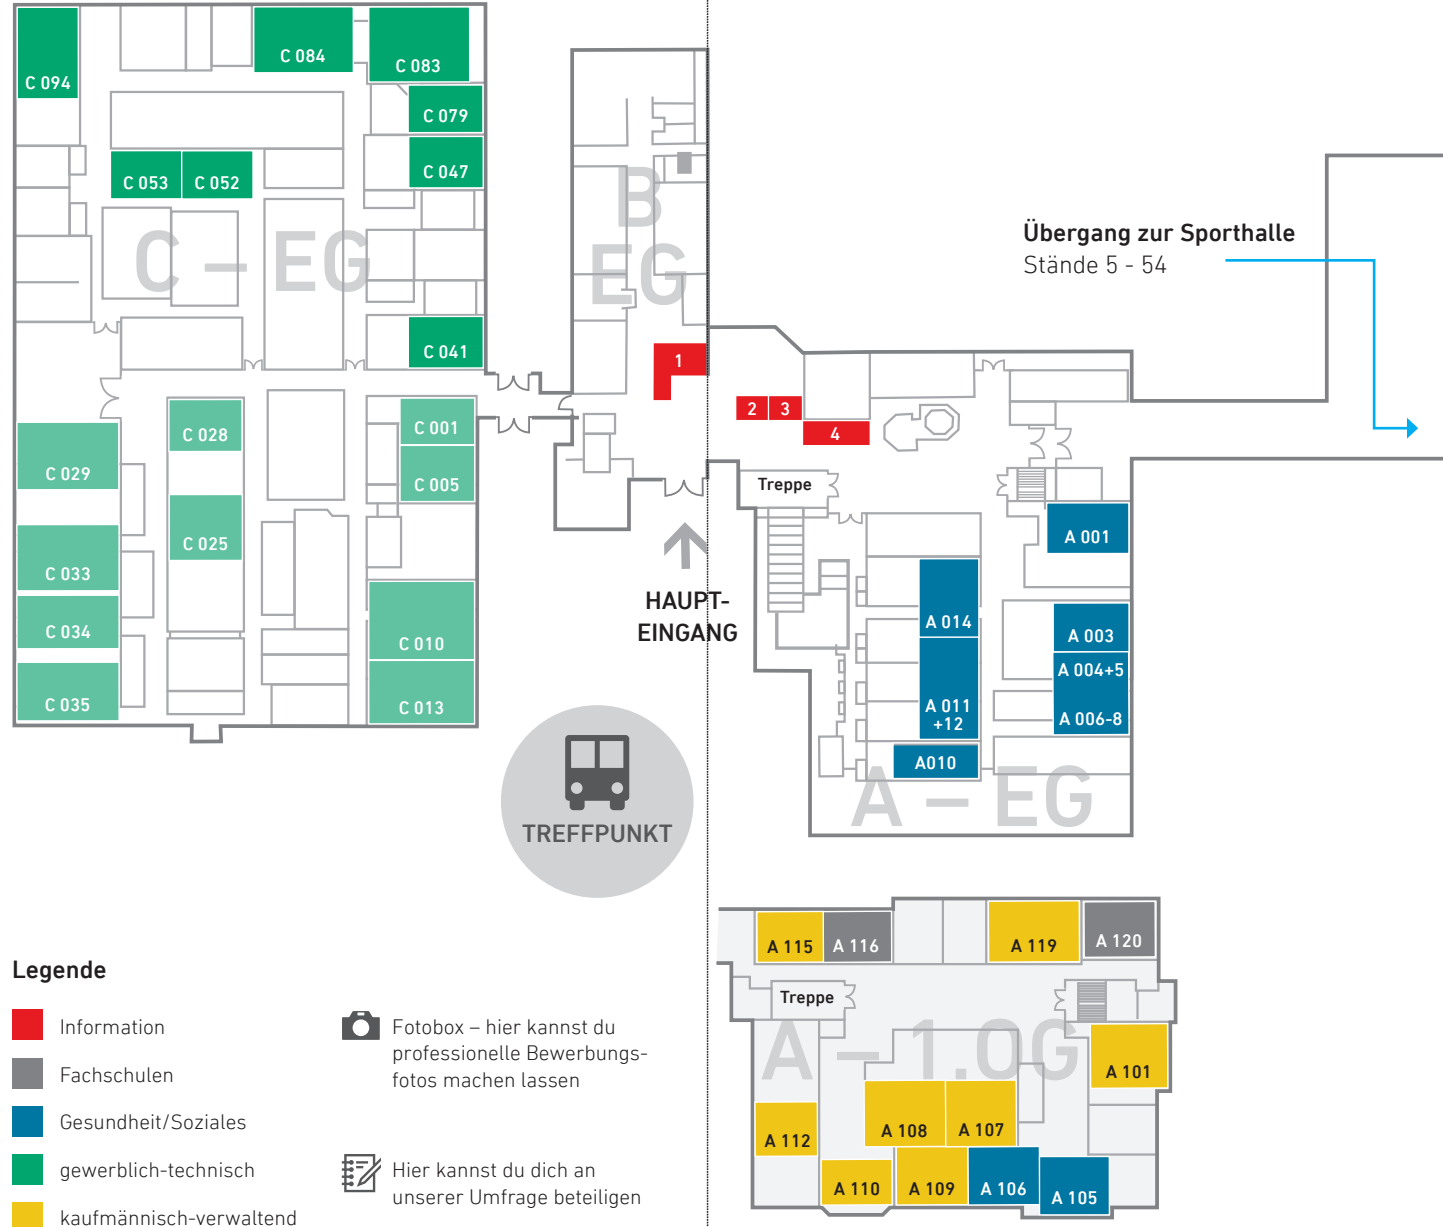 C 094
C 084
C 083
C 079
C 047
C 053
C 052
C – EG
C 041
B
EG
Übergang zur Sporthalle
Stände 5 - 54
1
2
3
4
C 029
C 028
C 001
C 005
C 025
C 033
C 034
C 035
C 010
C 013
Treppe
HAUPT-
EINGANG
A 001
A 014
A 003
A 004+5
A 011
+12
A 006-8
A010
A – EG
TREFFPUNKT
A 115
A 116
A 119
A 120
Treppe
A – 1.OG
A 101
A 112
A 108
A 107
A 110
A 109
A 106
A 105
Legende
Information
Fachschulen
Gesundheit/Soziales
gewerblich-technisch
kaufmännisch-verwaltend
Fotobox – hier kannst du
professionelle Bewerbungs-
fotos machen lassen
Hier kannst du dich an
unserer Umfrage beteiligen